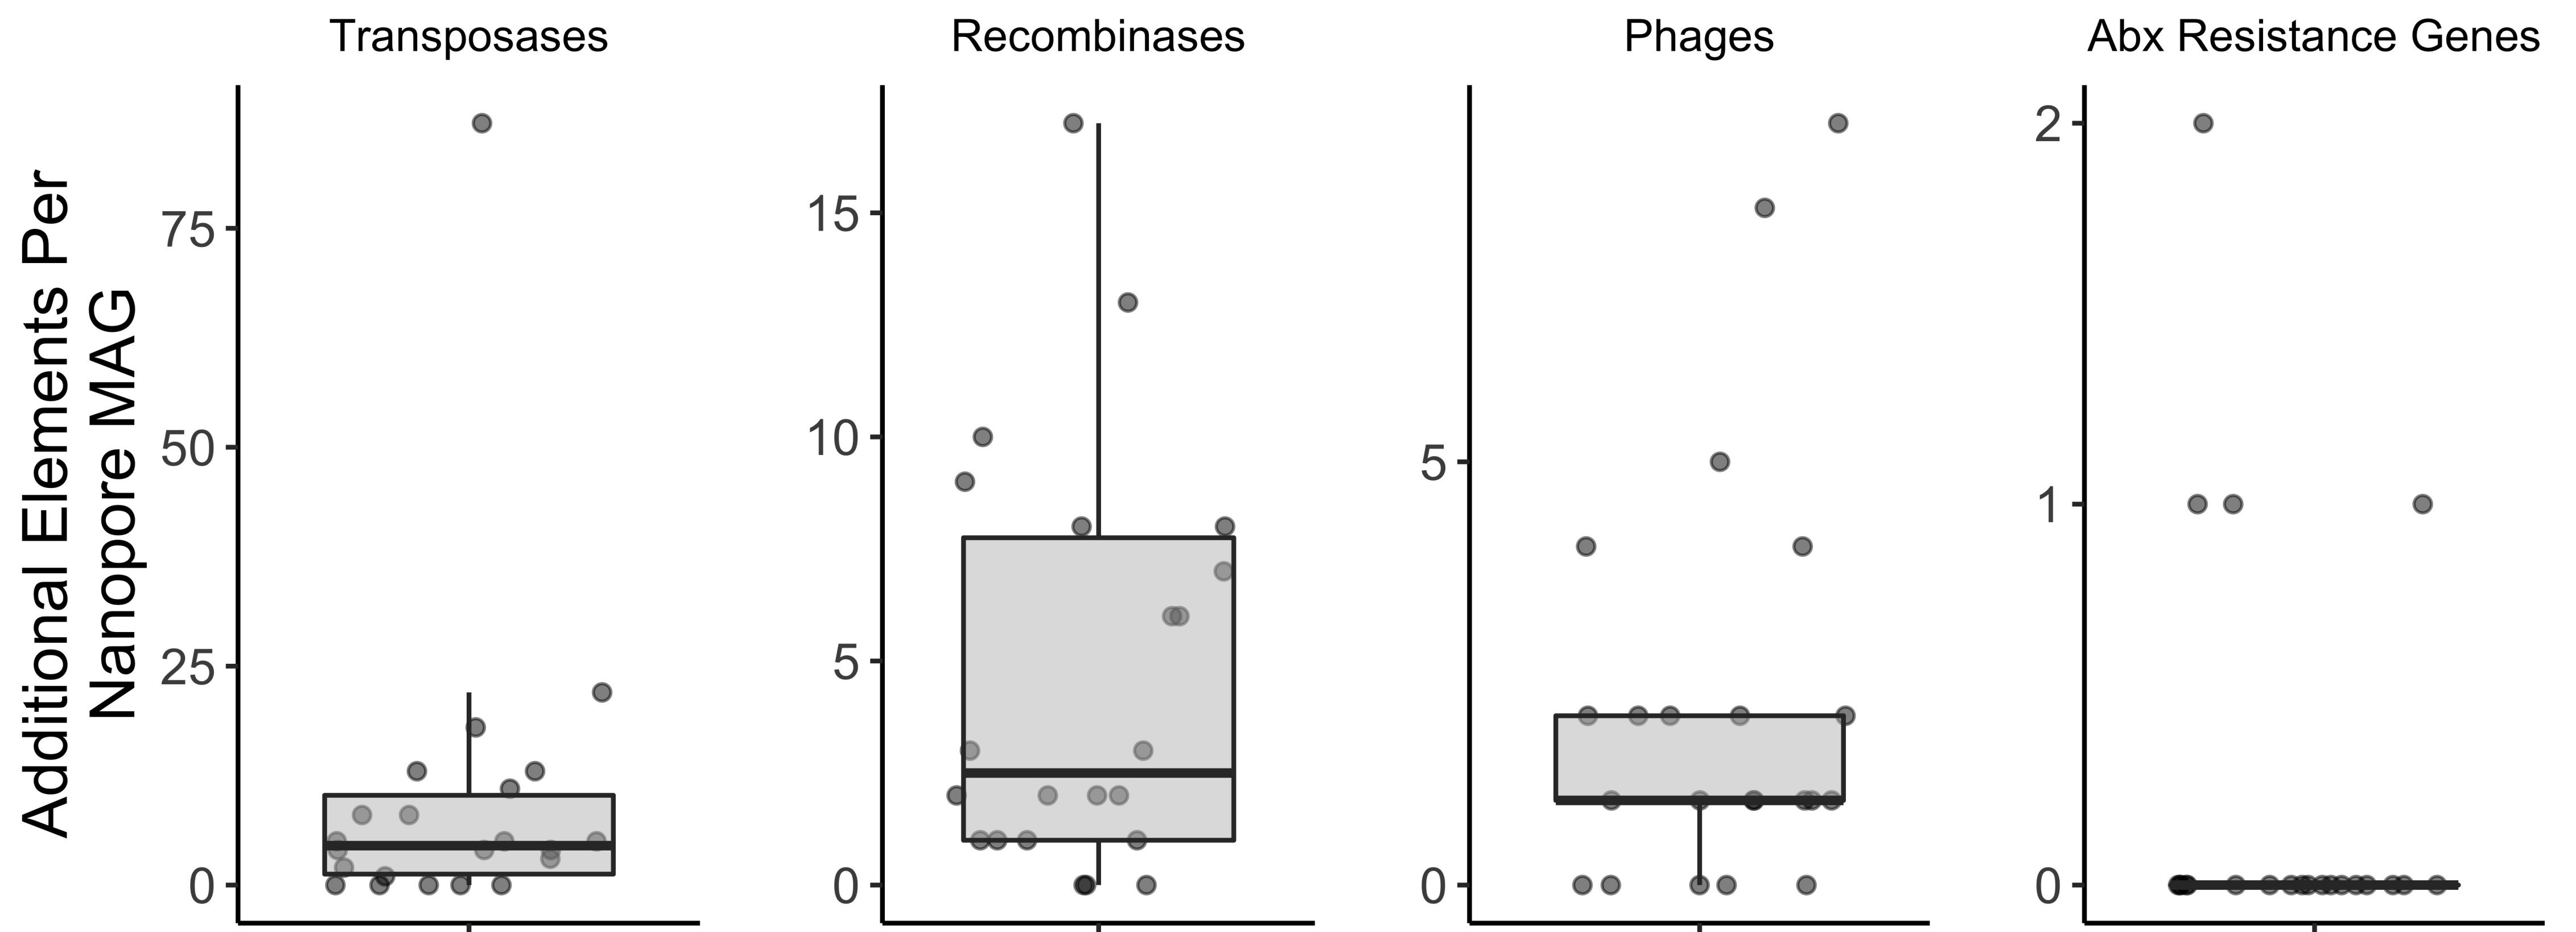 Transposases
Recombinases
Phages
Abx Resistance Genes
Additional Elements Per
Nanopore MAG
75
50
25
0
15
10
5
0
5
0
2
1
0